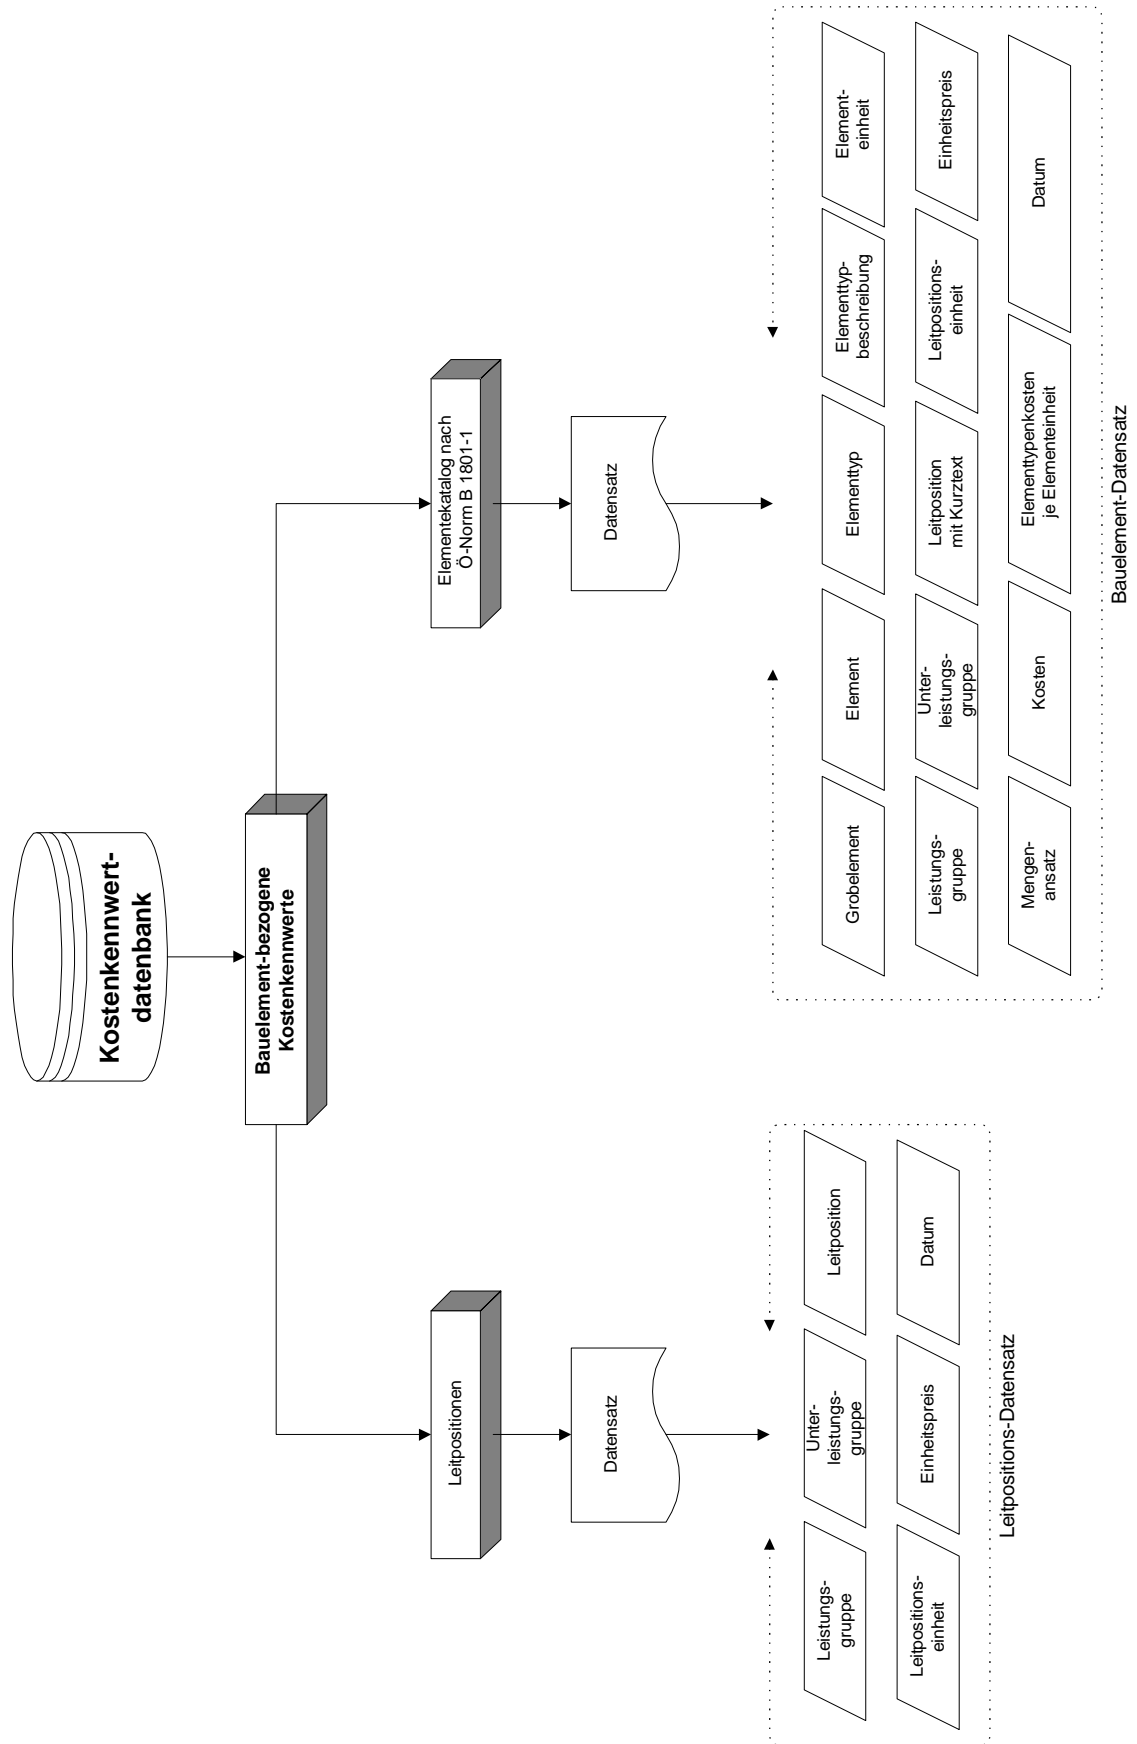 Kostenkennwert-
datenbank
Bauelement-bezogene
Kostenkennwerte
Leitpositionen
Elementekatalog nach
Ö-Norm B 1801-1
Datensatz
Datensatz
Leistungs-
gruppe
Unter-
leistungs-
gruppe
Leitposition
Leitpositions-
einheit
Einheitspreis
Datum
Leitpositions-Datensatz
Grobelement
Element
Elementtyp
Elementtyp-
beschreibung
Element-
einheit
Leistungs-
gruppe
Unter-
leistungs-
gruppe
Leitposition
mit Kurztext
Leitpositions-
einheit
Einheitspreis
Mengen-
ansatz
Kosten
Elementtypenkosten
je Elementeinheit
Datum
Bauelement-Datensatz